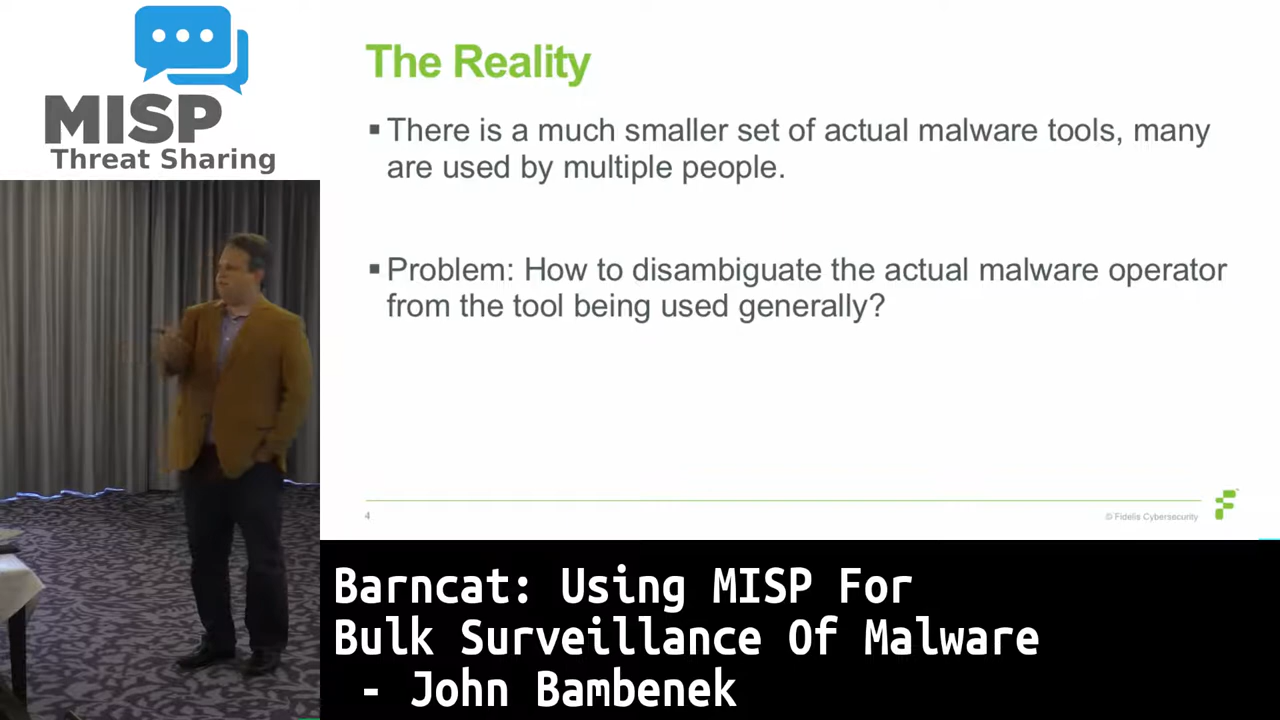 MISP
Threat Sharing
The Reality
▪ There is a much smaller set of actual malware tools, many
are used by multiple people.
▪ Problem: How to disambiguate the actual malware operator
from the tool being used generally?
4
© Fidelis Cybersecurity
Barncat: Using MISP For
Bulk Surveillance Of Malware
- John Bambenek